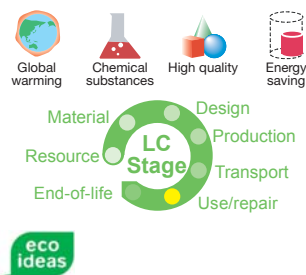 Global
warming
Chemical
substances
High quality
Energy
saving
Material
Design
Production
Resource
LC
Stage
Transport
End-of-life
Use/repair
eco
ideas